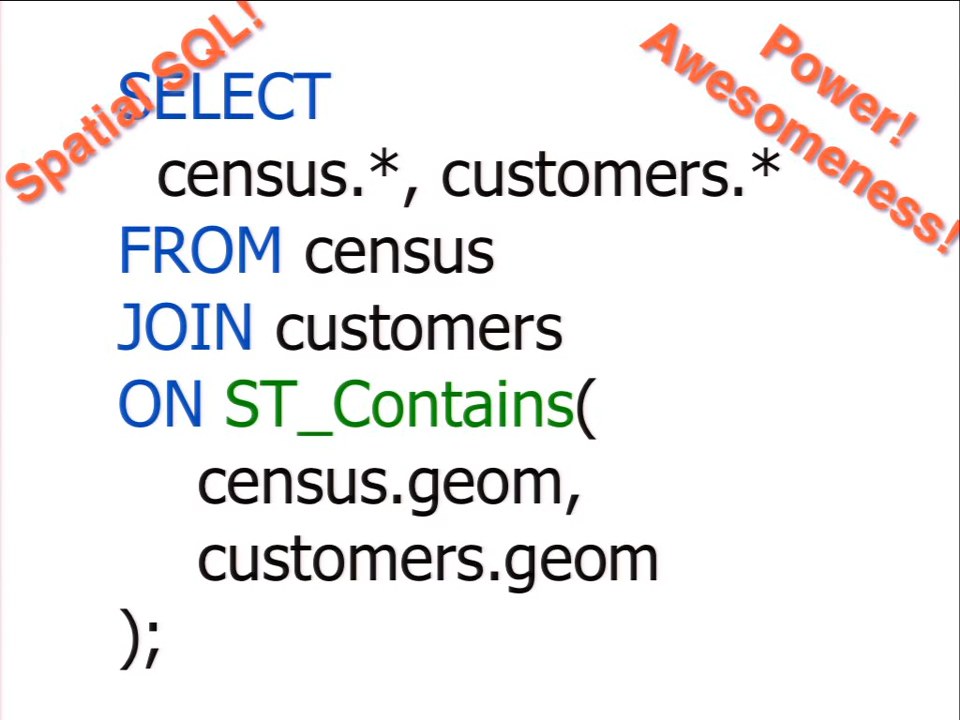 Spatial SQL!
Power!
Awesomeness!
SELECT
census.*, customers.*
FROM census
JOIN customers
ON ST_Contains(
census.geom,
customers.geom
);